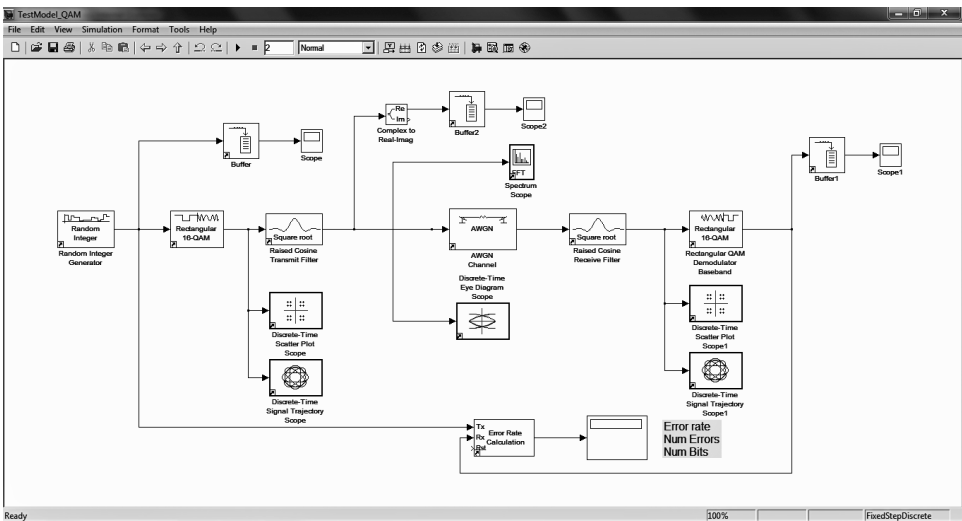 TestModel_QAM
File Edit View Simulation Format Tools Help
2 Normal
Re
Im
Complex to
Real-Imag
Buffer2
Scope2
Buffer
Scope
FFT
Spectrum
Scope
Buffer1
Scope1
Random
Integer
Random Integer
Generator
Rectangular
16-QAM
Square root
Raised Cosine
Transmit Filter
AWGN
AWGN
Channel
Square root
Raised Cosine
Receive Filter
Rectangular
16-QAM
Rectangular QAM
Demodulator
Baseband
Discrete-Time
Eye Diagram
Scope
Discrete-Time
Scatter Plot
Scope
Discrete-Time
Scatter Plot
Scope1
Discrete-Time
Signal Trajectory
Scope
Discrete-Time
Signal Trajectory
Scope1
Tx
Rx
Rst
Error Rate
Calculation
Error rate
Num Errors
Num Bits
Ready 100% FixedStepDiscrete